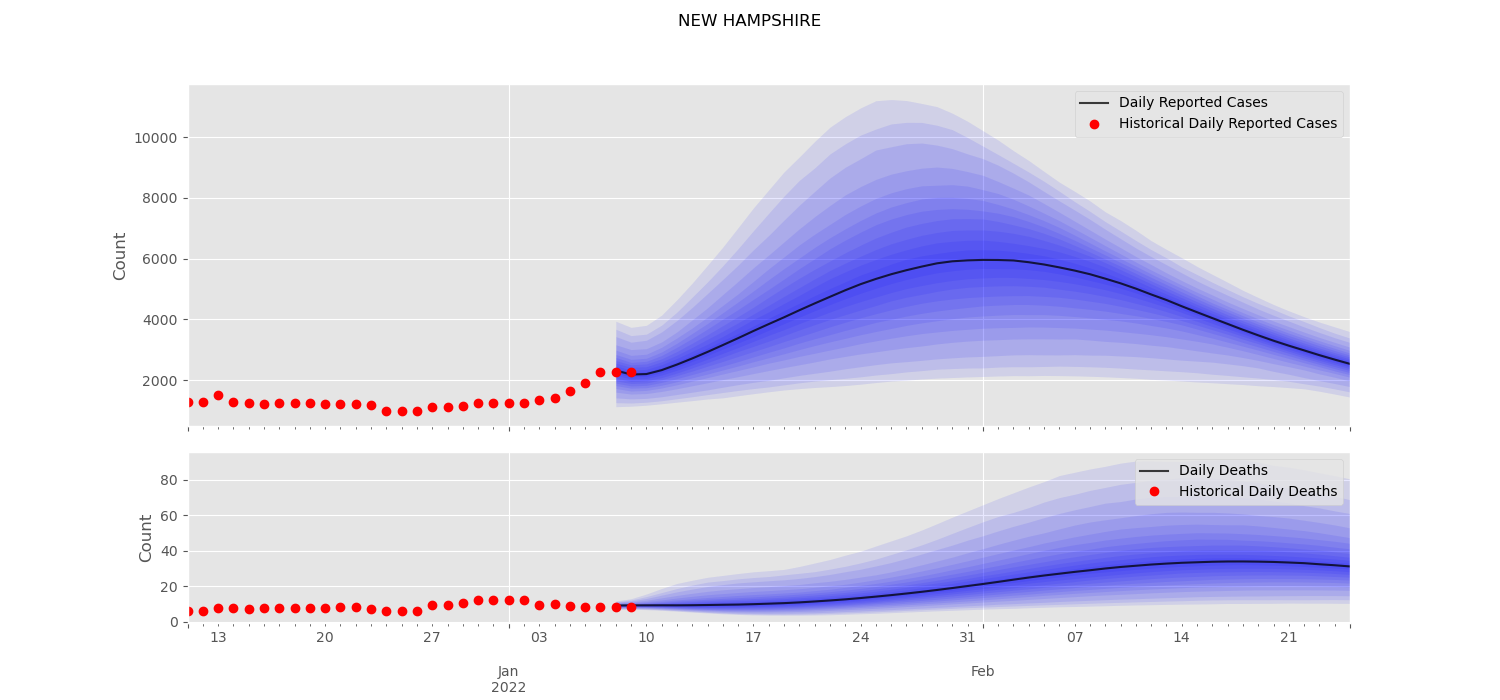 NEW HAMPSHIRE
Daily Reported Cases
Historical Daily Reported Cases
Count
10000
8000
6000
4000
2000
Daily Deaths
Historical Daily Deaths
Count
80
60
40
20
0
13 20 27 03 10 17 24 31 07 14 21
Jan Feb
2022